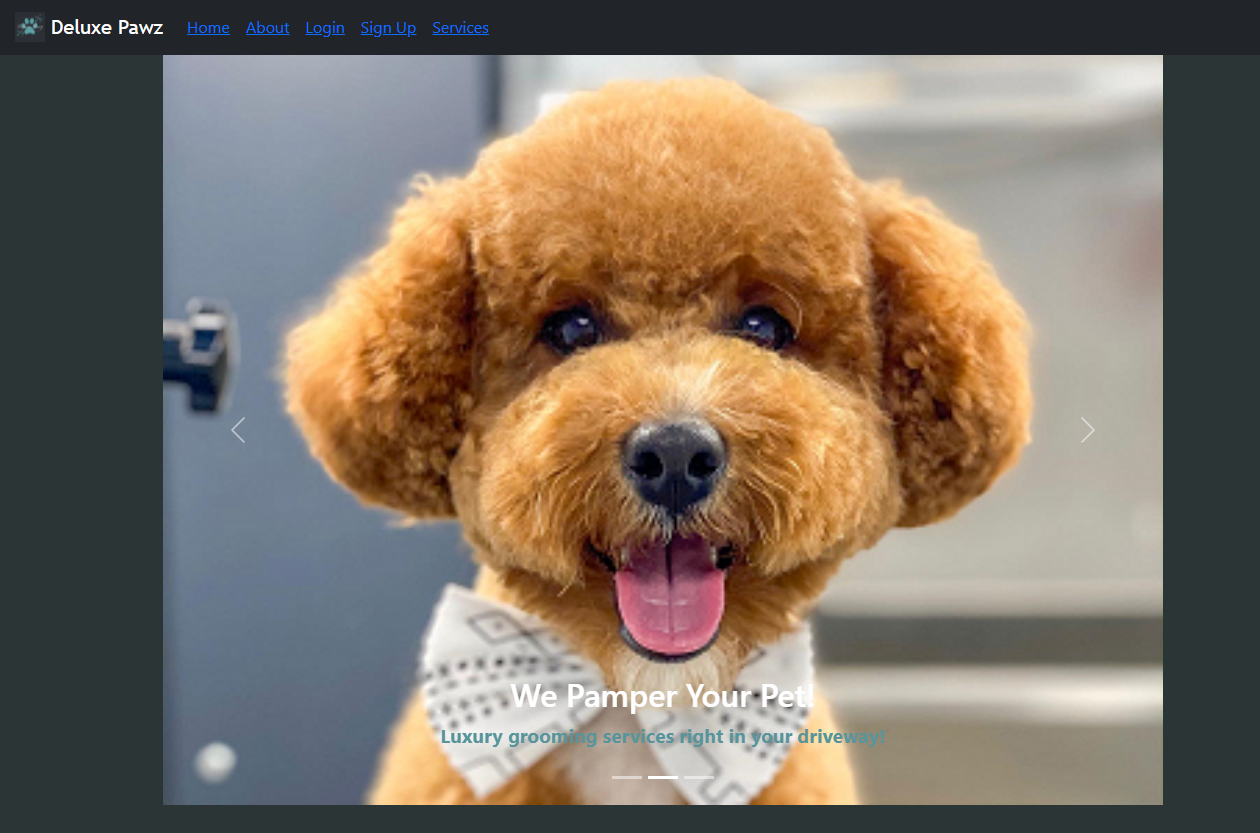 Deluxe Pawz Home About Login Sign Up Services
We Pamper Your Pet!
Luxury grooming services right in your driveway!